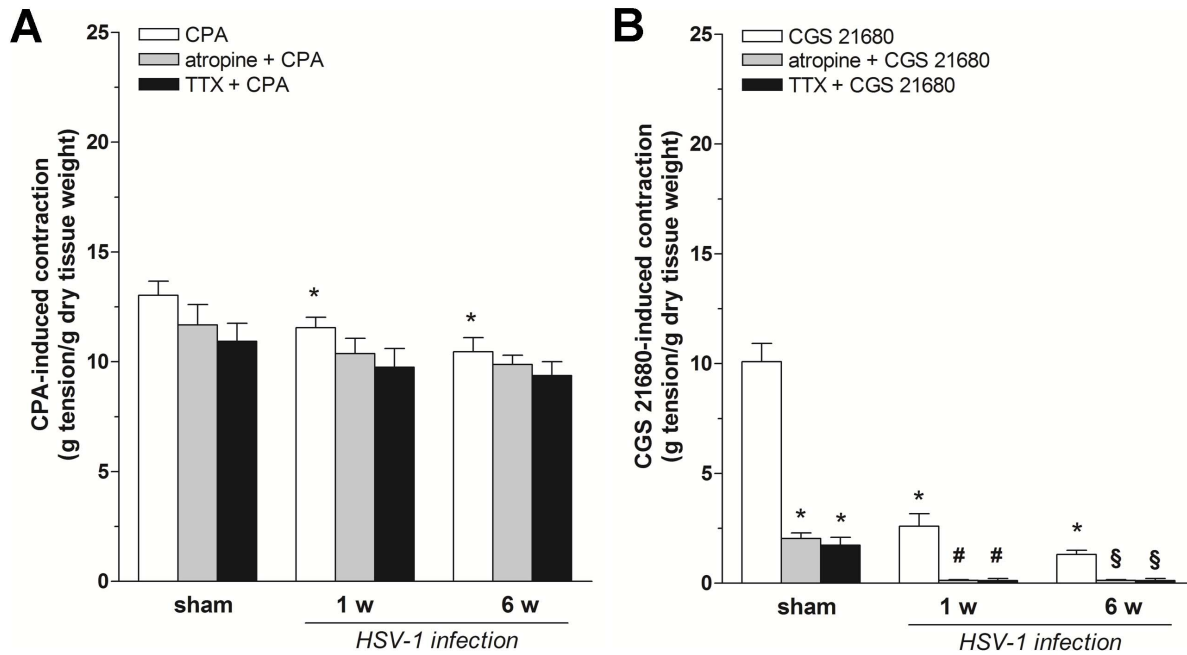 A
CPA
atropine + CPA
TTX + CPA
CPA-induced contraction
(g tension/g dry tissue weight)
25
20
15
10
5
0
*
*
sham
1 w
6 w
HSV-1 infection
B
CGS 21680
atropine + CGS 21680
TTX + CGS 21680
CGS 21680-induced contraction
(g tension/g dry tissue weight)
25
20
15
10
5
0
* *
* # #
* § §
sham
1 w
6 w
HSV-1 infection